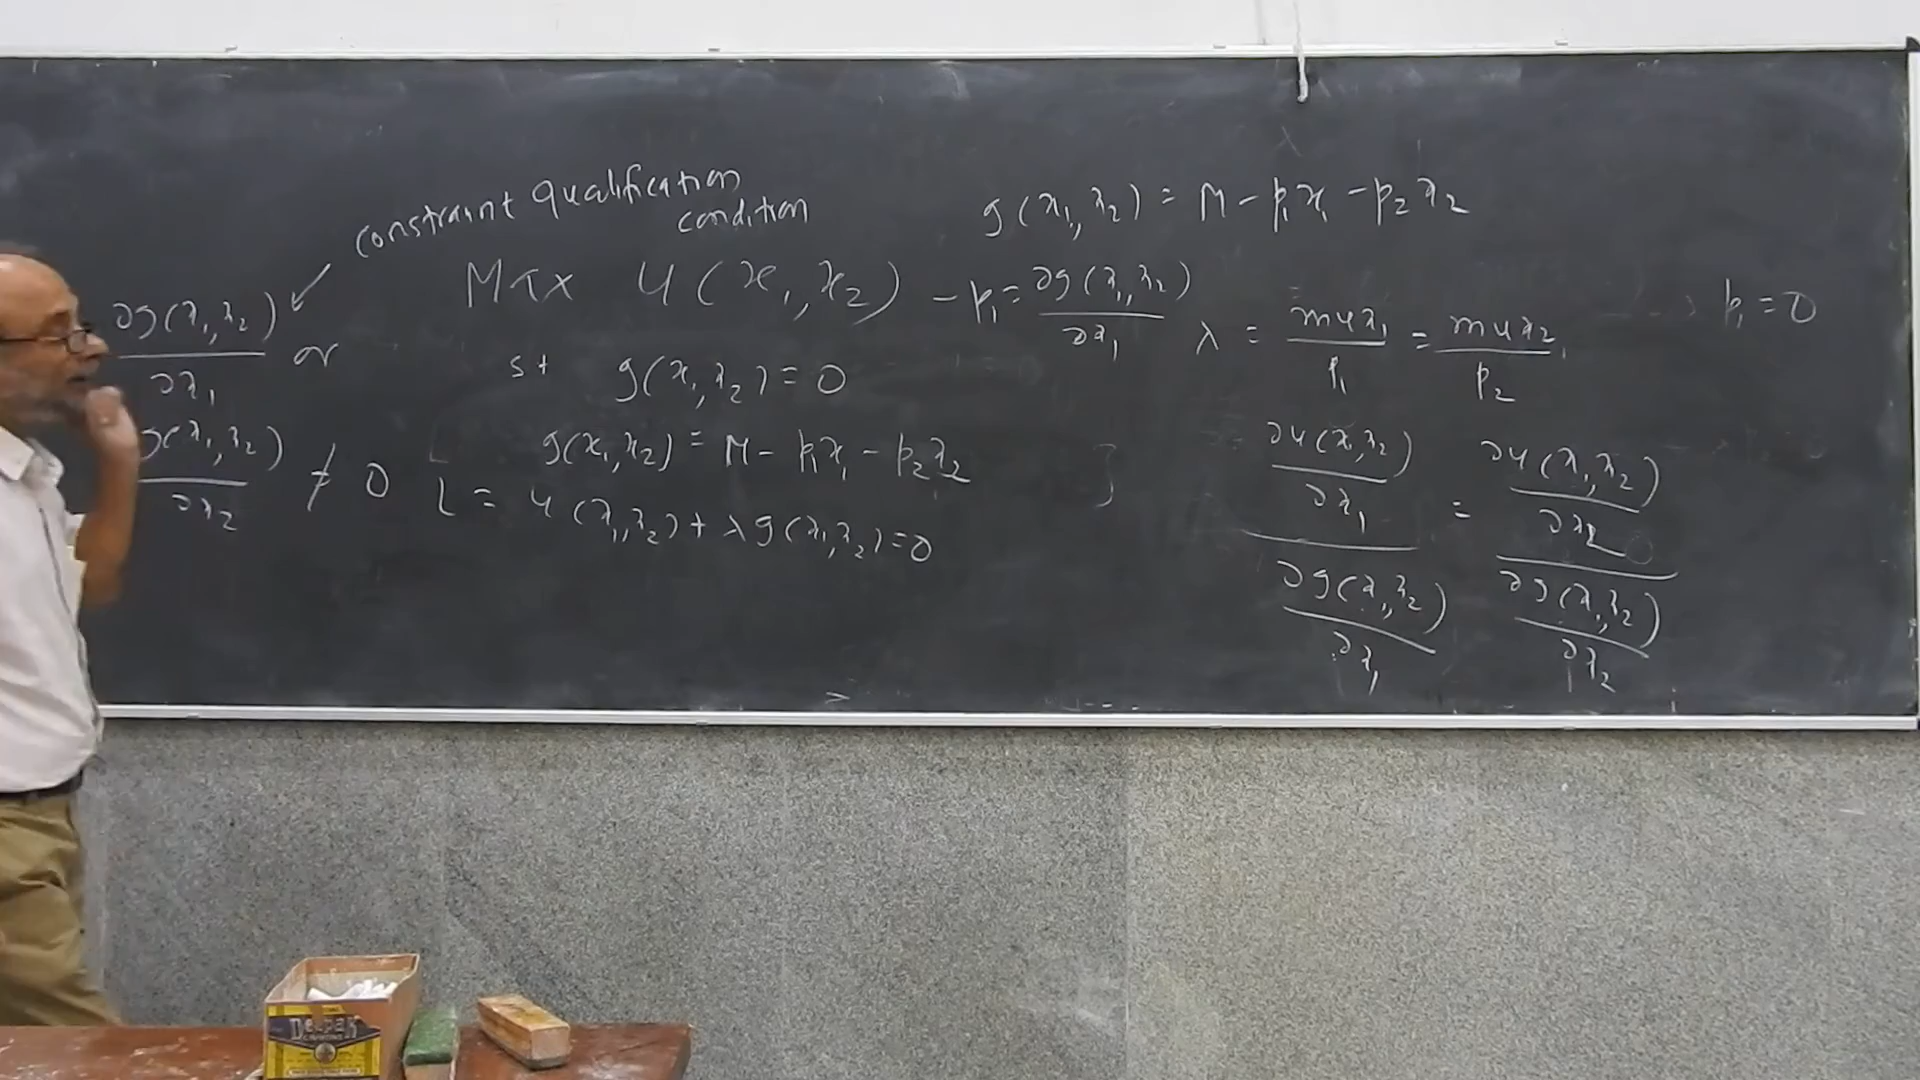 constraint qualification
condition
∂g(x₁,x₂)
∂x₁
or
g(x₁,x₂)
∂x₂
≠ 0
Max u(x₁,x₂)
st g(x₁,x₂) = 0
g(x₁,x₂) = M - p₁x₁ - p₂x₂
L = u(x₁,x₂) + λg(x₁,x₂) = 0
g(x₁,x₂) = M - p₁x₁ - p₂x₂
-p₁ = ∂g(x₁,x₂)
∂x₁
λ = mux₁ = mux₂
p₁ p₂
p₁ = 0
∂u(x₁,x₂) = ∂u(x₁,x₂)
∂x₁ ∂x₂
∂g(x₁,x₂) ∂g(x₁,x₂)
∂x₁ ∂x₂